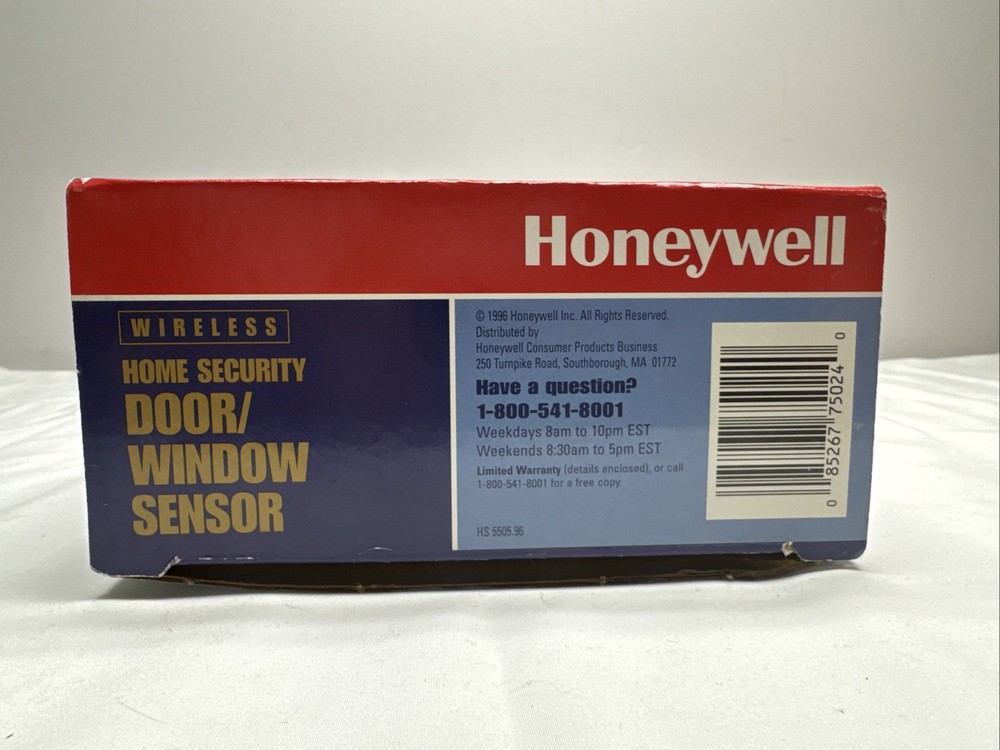 Honeywell
WIRELESS
HOME SECURITY
DOOR/
WINDOW
SENSOR
© 1996 Honeywell Inc. All Rights Reserved.
Distributed by
Honeywell Consumer Products Business
250 Turnpike Road, Southborough, MA 01772
Have a question?
1-800-541-8001
Weekdays 8am to 10pm EST
Weekends 8:30am to 5pm EST
Limited Warranty (details enclosed), or call
1-800-541-8001 for a free copy
HS 5505.96
0 85267 75024 0